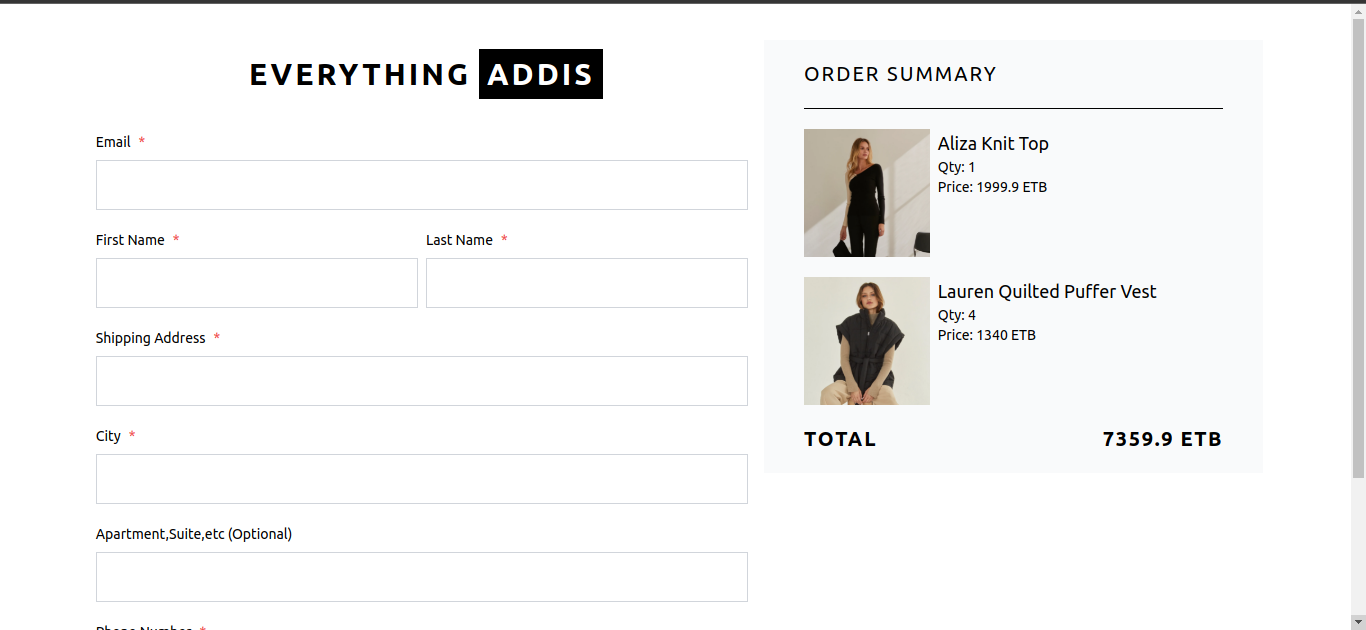 EVERYTHING ADDIS
Email *
First Name *
Last Name *
Shipping Address *
City *
Apartment,Suite,etc (Optional)
Phone Number *
ORDER SUMMARY
Aliza Knit Top
Qty: 1
Price: 1999.9 ETB
Lauren Quilted Puffer Vest
Qty: 4
Price: 1340 ETB
TOTAL 7359.9 ETB